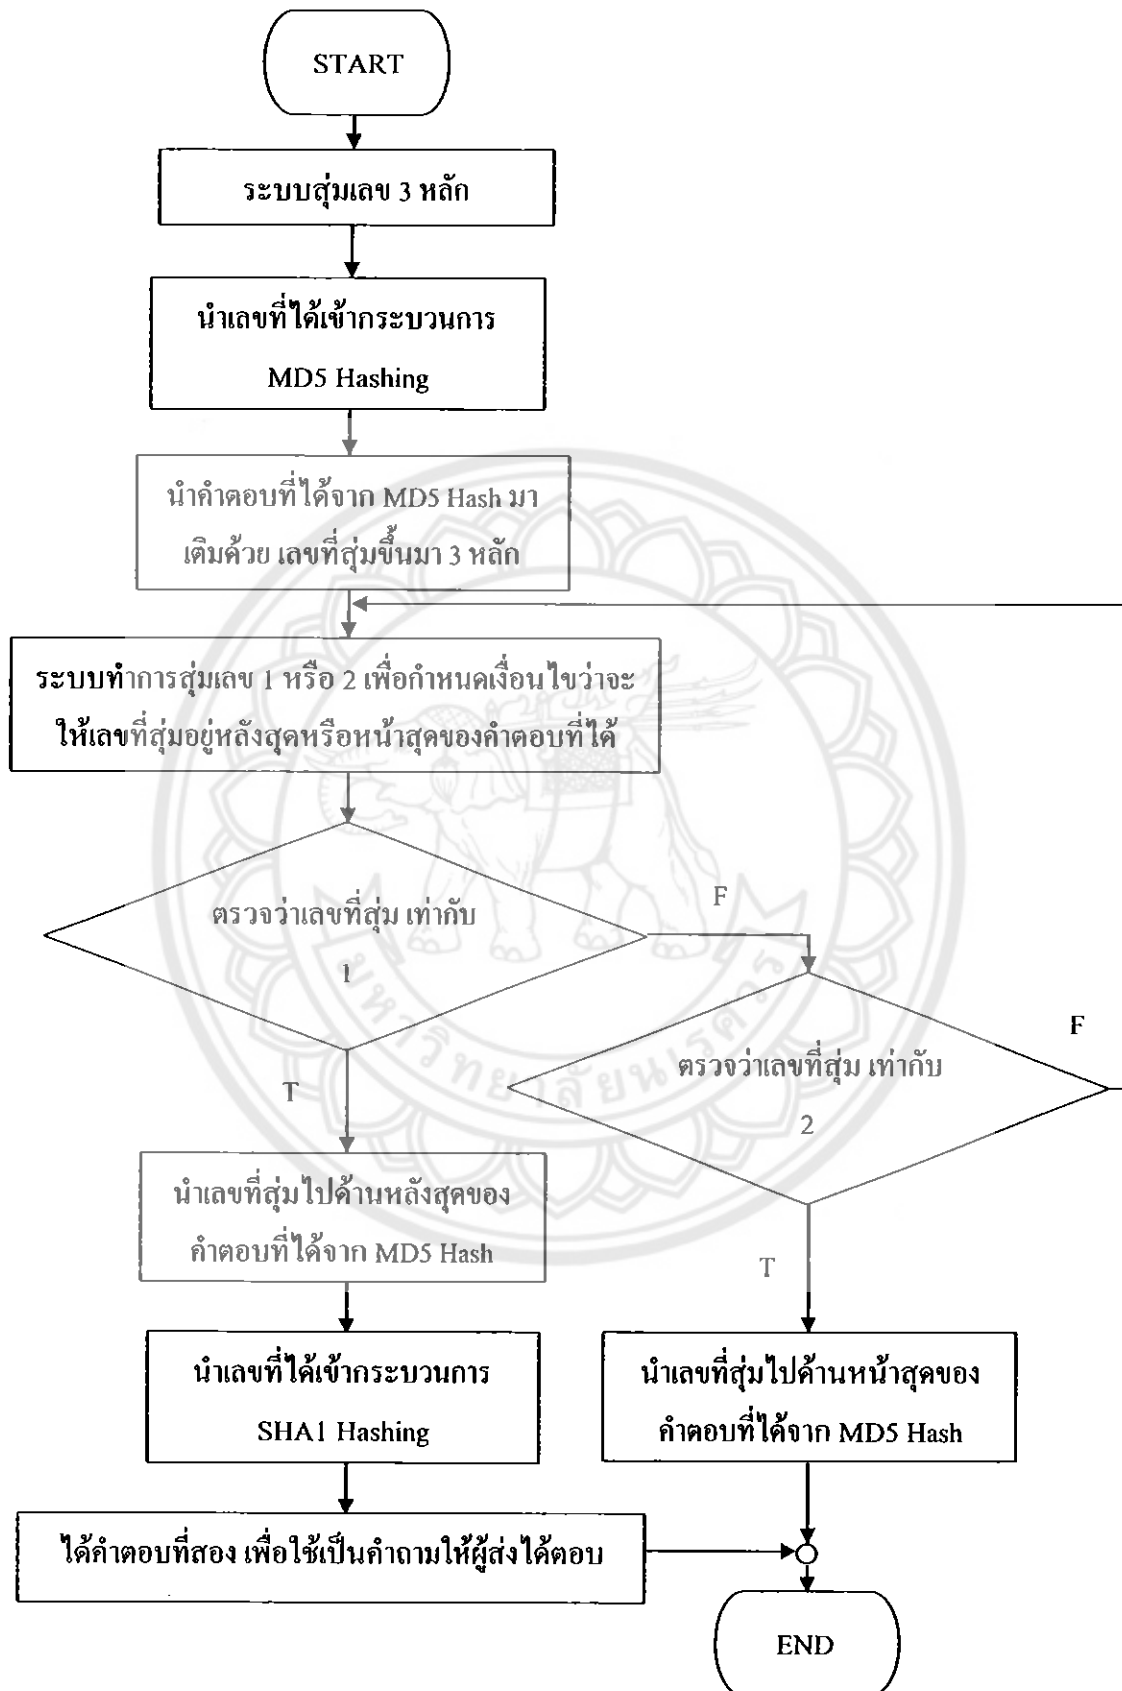 START
ระบบสุ่มเลข 3 หลัก
นำเลขที่ได้เข้ากระบวนการ
MD5 Hashing
นำคำตอบที่ได้จาก MD5 Hash มา
เติมด้วย เลขที่สุ่มขึ้นมา 3 หลัก
ระบบทำการสุ่มเลข 1 หรือ 2 เพื่อกำหนดเงื่อนไขว่าจะ
ให้เลขที่สุ่มอยู่หลังสุดหรือหน้าสุดของคำตอบที่ได้
ตรวจว่าเลขที่สุ่ม เท่ากับ
1
F
ตรวจว่าเลขที่สุ่ม เท่ากับ
2
F
T
นำเลขที่สุ่มไปด้านหลังสุดของ
คำตอบที่ได้จาก MD5 Hash
T
นำเลขที่ได้เข้ากระบวนการ
SHA1 Hashing
นำเลขที่สุ่มไปด้านหน้าสุดของ
คำตอบที่ได้จาก MD5 Hash
ได้คำตอบที่สอง เพื่อใช้เป็นคำถามให้ผู้ส่งได้ตอบ
END
มหาวิทยาลัยนเรศวร